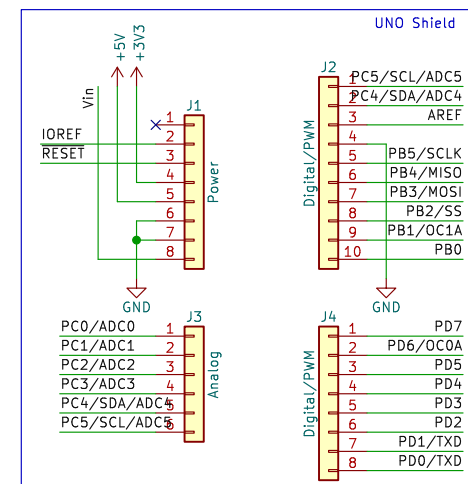 UNO Shield
+5V
+3V3
Vin
J1
1
IOREF 2
RESET 3
4
5
6
7
8
Power
GND
J2
1 PC5/SCL/ADC5
2 PC4/SDA/ADC4
3 AREF
4
5 PB5/SCLK
6 PB4/MISO
7 PB3/MOSI
8 PB2/SS
9 PB1/OC1A
10 PB0
Digital/PWM
GND
J3
PC0/ADC0 1
PC1/ADC1 2
PC2/ADC2 3
PC3/ADC3 4
PC4/SDA/ADC4 5
PC5/SCL/ADC5 6
Analog
J4
1 PD7
2 PD6/OC0A
3 PD5
4 PD4
5 PD3
6 PD2
7 PD1/TXD
8 PD0/TXD
Digital/PWM